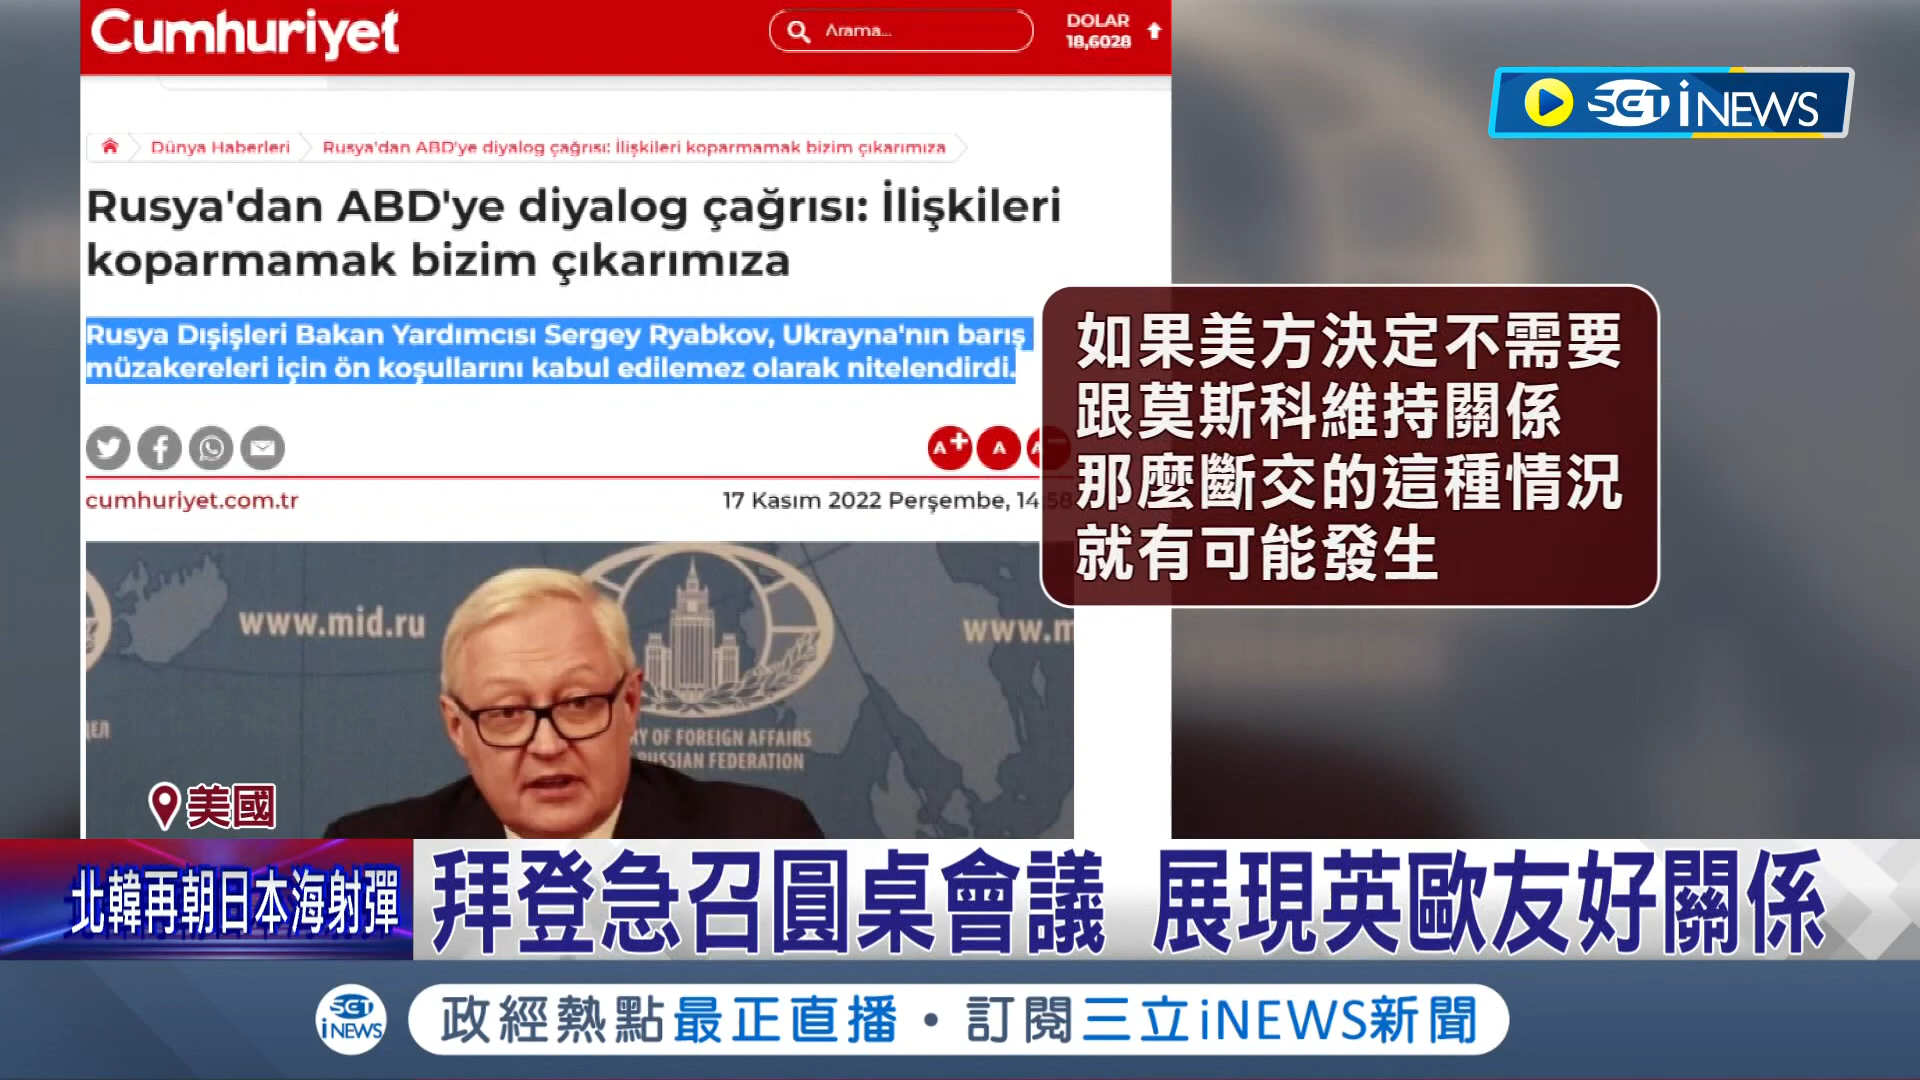 Cumhuriyet
Arama...
DOLAR
18,6028
SET iNEWS
Dünya Haberleri
Rusya'dan ABD'ye diyalog çağrısı: İlişkileri koparmamak bizim çıkarımıza
Rusya'dan ABD'ye diyalog çağrısı: İlişkileri
koparmamak bizim çıkarımıza
Rusya Dışişleri Bakan Yardımcısı Sergey Ryabkov, Ukrayna'nın barış
müzakereleri için ön koşullarını kabul edilemez olarak nitelendirdi.
如果美方決定不需要
跟莫斯科維持關係
那麼斷交的這種情況
就有可能發生
A+ A A-
cumhuriyet.com.tr
17 Kasım 2022 Perşembe, 14:58
www.mid.ru
www.m
RY OF FOREIGN AFFAIRS
RUSSIAN FEDERATION
美國
北韓再朝日本海射彈
拜登急召圓桌會議 展現英歐友好關係
SET iNEWS
政經熱點最正直播・訂閱三立iNEWS新聞